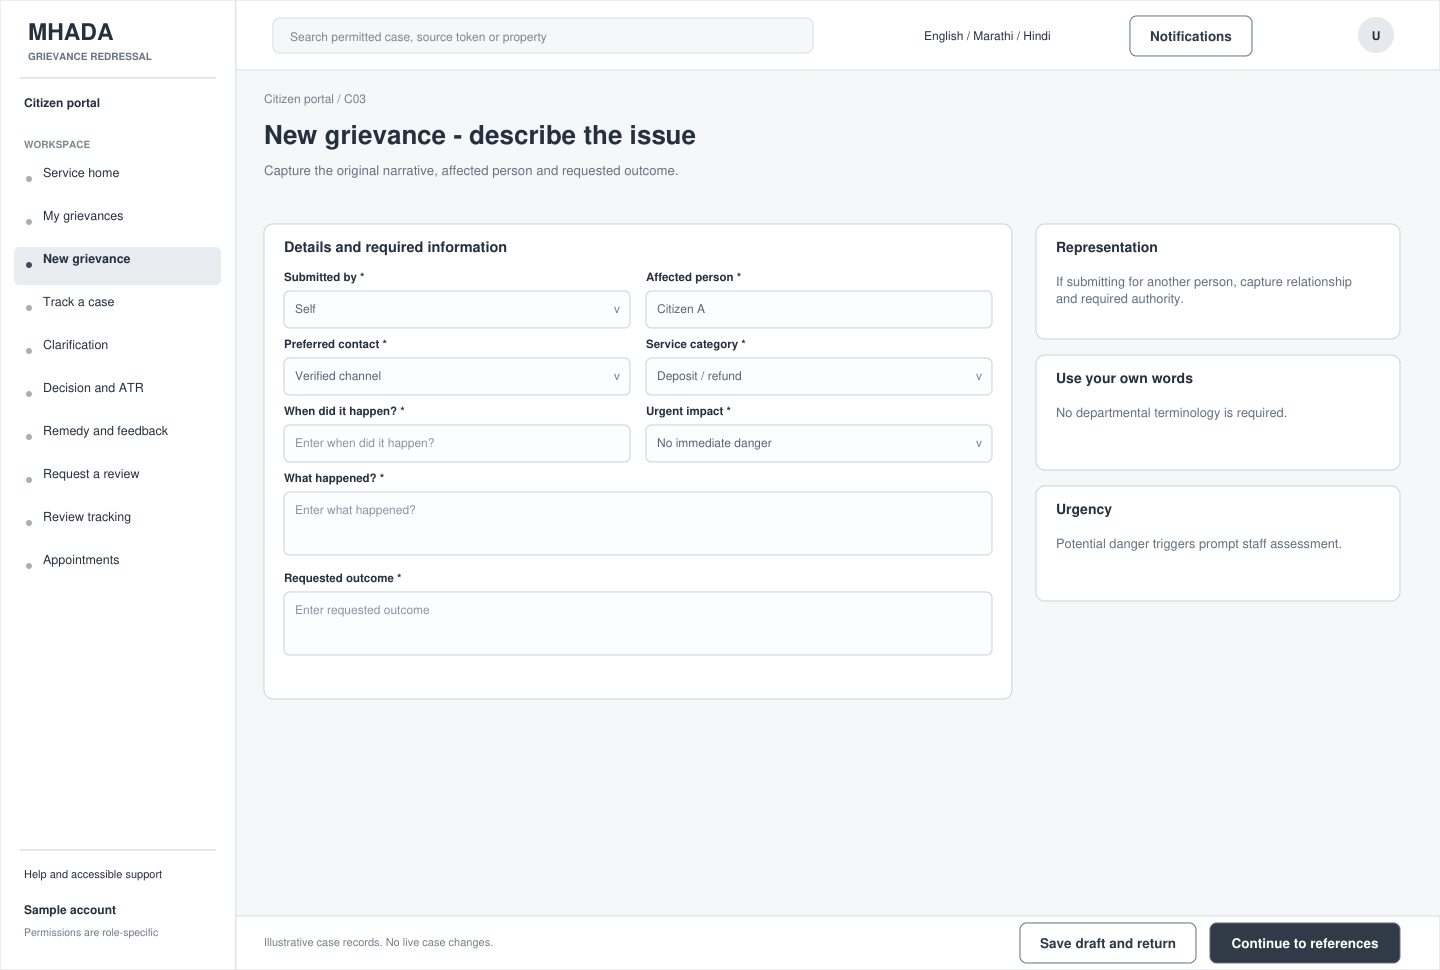 MHADA
GRIEVANCE REDRESSAL
Citizen portal
WORKSPACE
Service home
My grievances
New grievance
Track a case
Clarification
Decision and ATR
Remedy and feedback
Request a review
Review tracking
Appointments
Help and accessible support
Sample account
Permissions are role-specific
Search permitted case, source token or property
English / Marathi / Hindi
Notifications
U
Citizen portal / C03
New grievance - describe the issue
Capture the original narrative, affected person and requested outcome.
Details and required information
Submitted by * Affected person *
Self v Citizen A
Preferred contact * Service category *
Verified channel v Deposit / refund v
When did it happen? * Urgent impact *
Enter when did it happen? No immediate danger v
What happened? *
Enter what happened?
Requested outcome *
Enter requested outcome
Representation
If submitting for another person, capture relationship
and required authority.
Use your own words
No departmental terminology is required.
Urgency
Potential danger triggers prompt staff assessment.
Illustrative case records. No live case changes.
Save draft and return
Continue to references